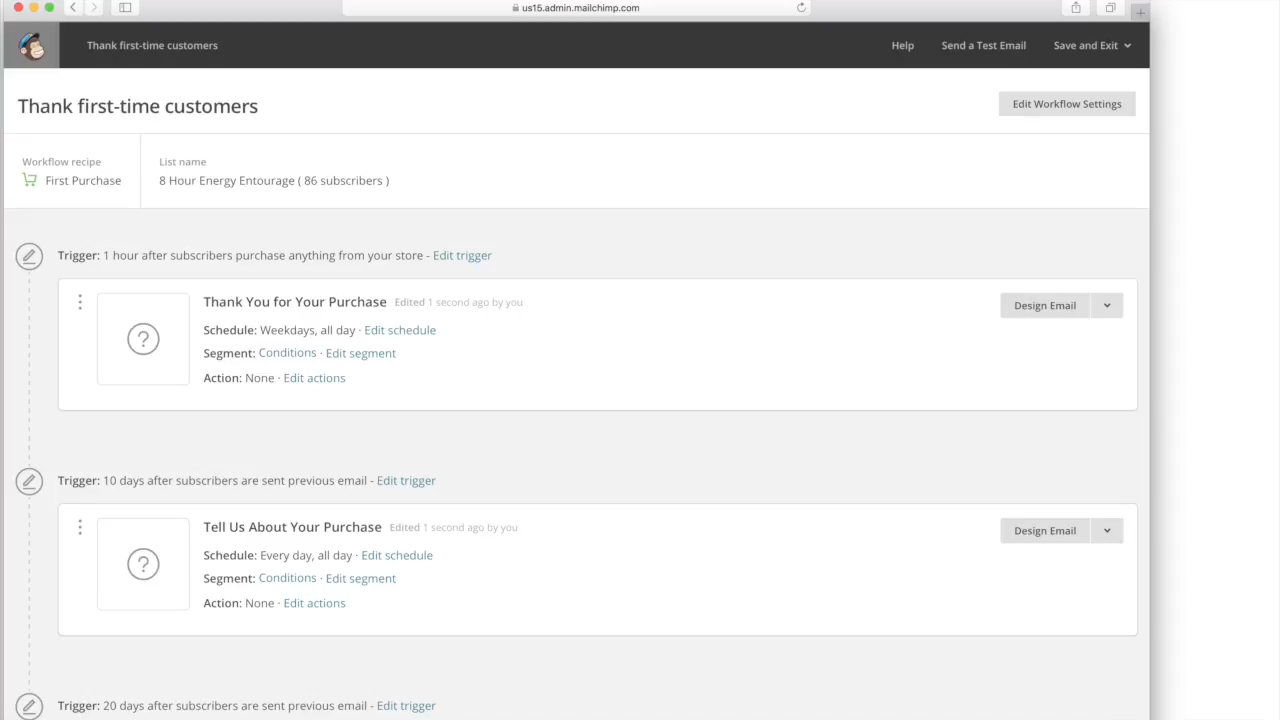 us15.admin.mailchimp.com
Thank first-time customers
Help
Send a Test Email
Save and Exit
Thank first-time customers
Edit Workflow Settings
Workflow recipe
First Purchase
List name
8 Hour Energy Entourage ( 86 subscribers )
Trigger: 1 hour after subscribers purchase anything from your store - Edit trigger
Thank You for Your Purchase Edited 1 second ago by you
Design Email
Schedule: Weekdays, all day · Edit schedule
Segment: Conditions · Edit segment
Action: None · Edit actions
Trigger: 10 days after subscribers are sent previous email - Edit trigger
Tell Us About Your Purchase Edited 1 second ago by you
Design Email
Schedule: Every day, all day · Edit schedule
Segment: Conditions · Edit segment
Action: None · Edit actions
Trigger: 20 days after subscribers are sent previous email - Edit trigger